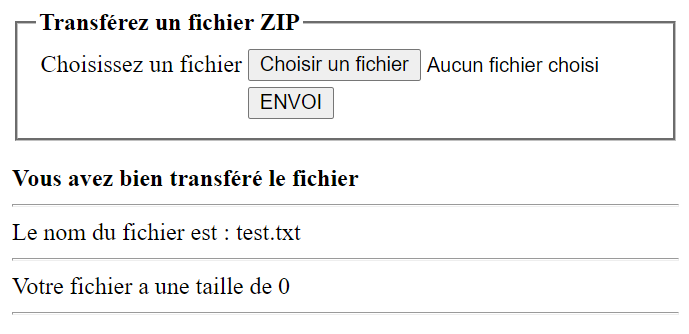 Transférez un fichier ZIP
Choisissez un fichier Choisir un fichier Aucun fichier choisi
ENVOI
Vous avez bien transféré le fichier
Le nom du fichier est : test.txt
Votre fichier a une taille de 0